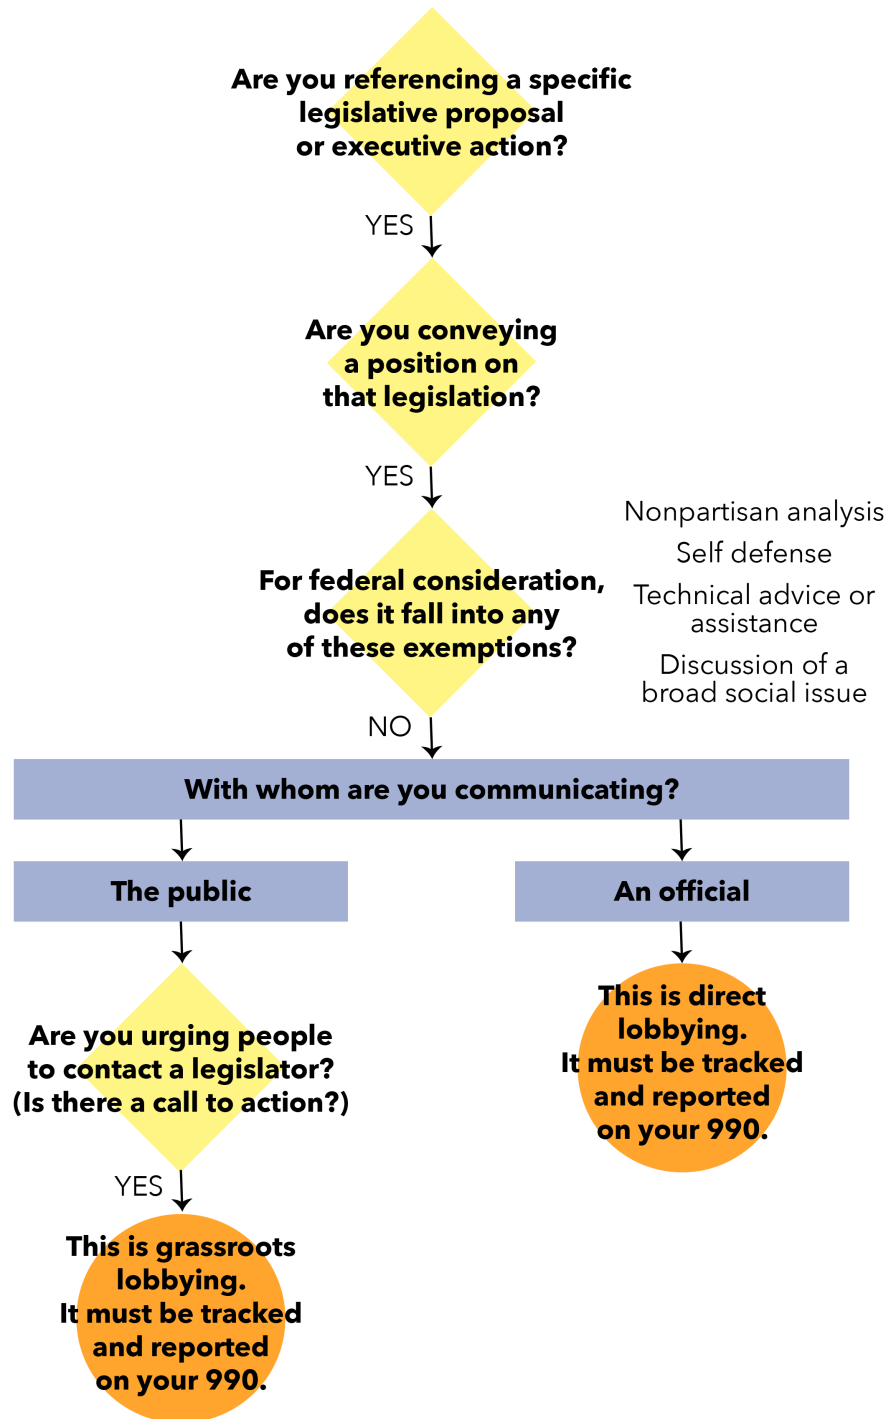 Are you referencing a specific
legislative proposal
or executive action?
YES
Are you conveying
a position on
that legislation?
YES
For federal consideration,
does it fall into any
of these exemptions?
Nonpartisan analysis
Self defense
Technical advice or
assistance
Discussion of a
broad social issue
NO
With whom are you communicating?
The public
An official
Are you urging people
to contact a legislator?
(Is there a call to action?)
YES
This is grassroots
lobbying.
It must be tracked
and reported
on your 990.
This is direct
lobbying.
It must be tracked
and reported
on your 990.